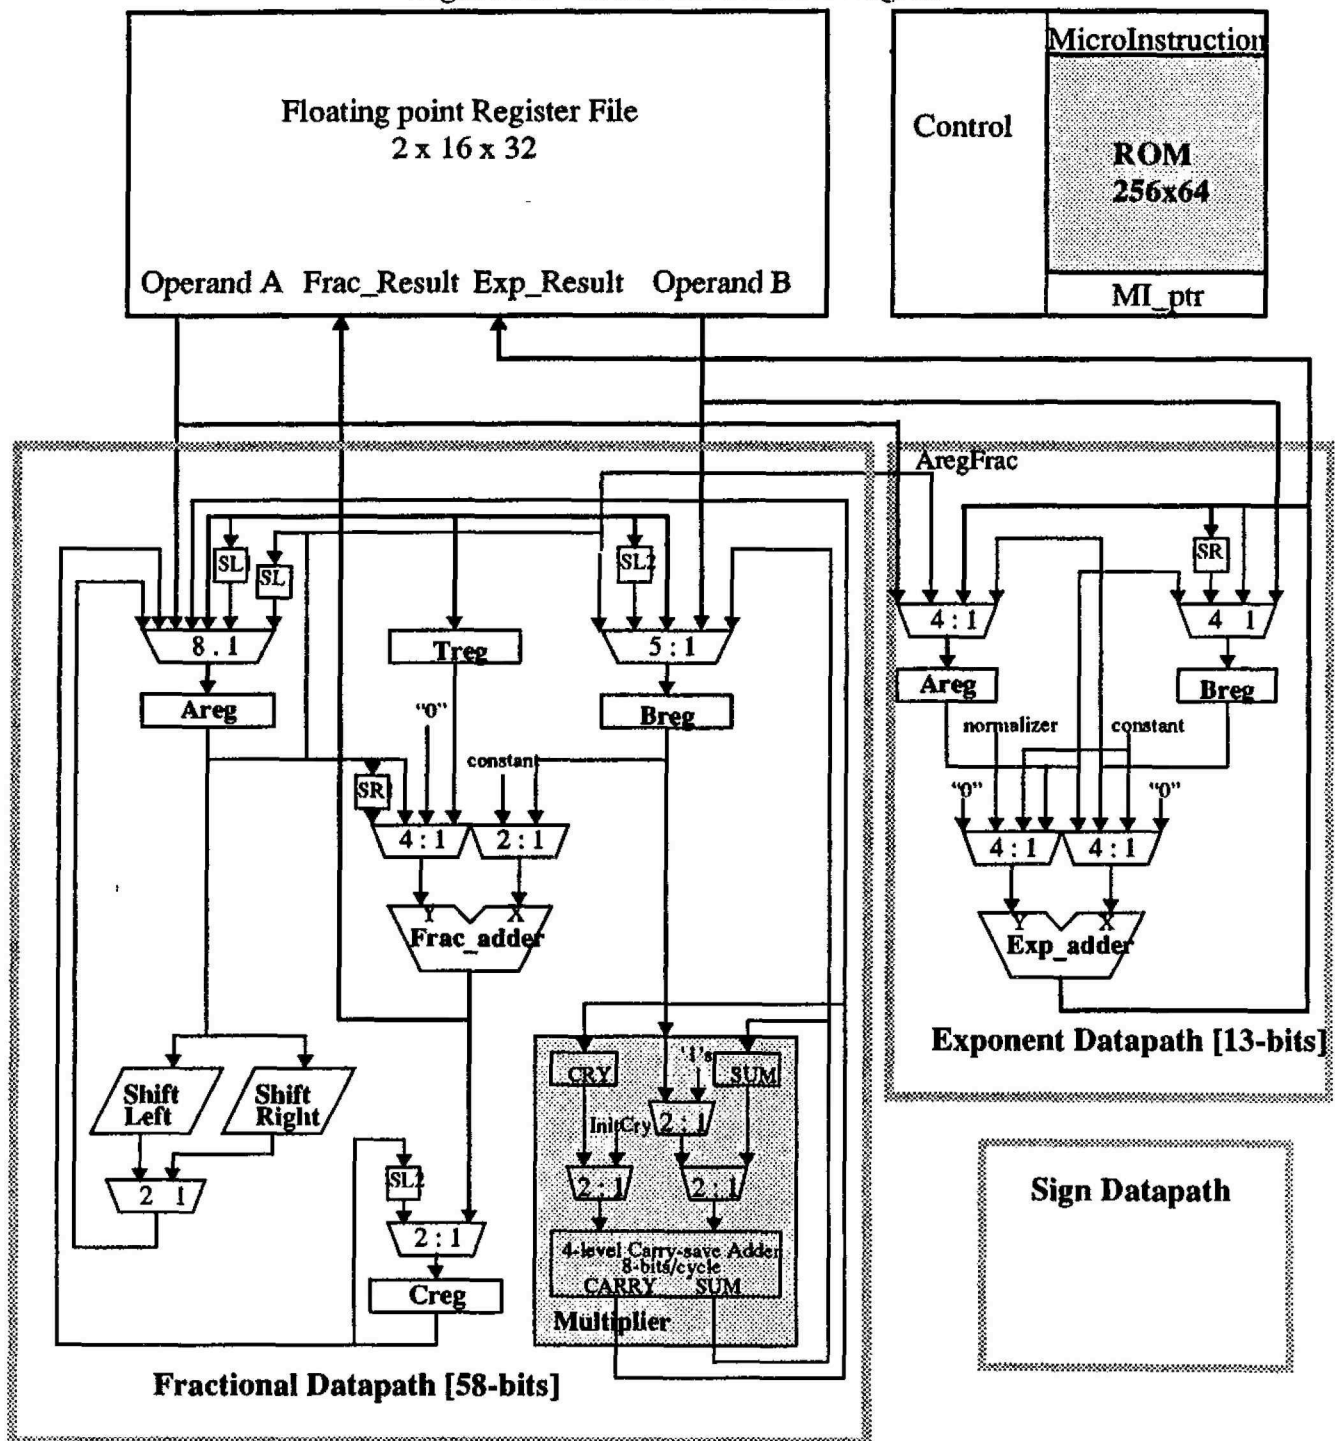 MicroInstruction
Floating point Register File
2 x 16 x 32
Control
ROM
256x64
Operand A Frac_Result Exp_Result Operand B
MI_ptr
AregFrac
SL
SL
SL2
SR
8 . 1
Treg
5 : 1
4 : 1
4 1
Areg
Breg
Areg
Breg
"0"
normalizer
constant
constant
SR
"0"
"0"
4 : 1
2 : 1
4 : 1
4 : 1
Y X
Frac_adder
Y X
Exp_adder
Exponent Datapath [13-bits]
'1's
CRY
SUM
Shift
Left
Shift
Right
InitCry
2 : 1
SL2
2 1
2 : 1
2 : 1
Sign Datapath
2 : 1
4-level Carry-save Adder
8-bits/cycle
CARRY SUM
Creg
Multiplier
Fractional Datapath [58-bits]